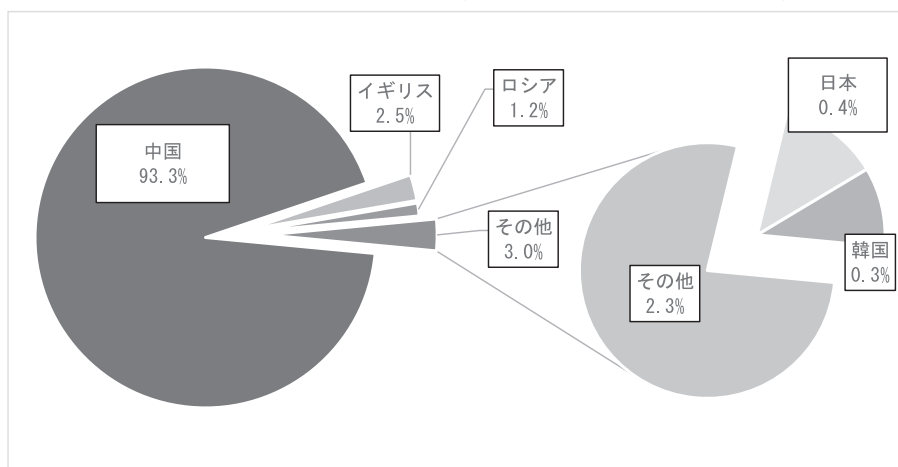 中国
93.3%
イギリス
2.5%
ロシア
1.2%
その他
3.0%
日本
0.4%
韓国
0.3%
その他
2.3%